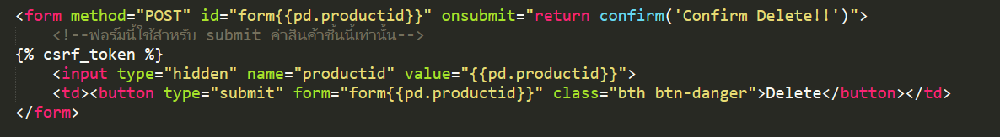 <form method="POST" id="form{{pd.productid}}" onsubmit="return confirm('Confirm Delete!!')">
<!--ฟอร์มนี้ใช้สำหรับ submit ค่าสินค้าชิ้นนี้เท่านั้น-->
{% csrf_token %}
<input type="hidden" name="productid" value="{{pd.productid}}">
<td><button type="submit" form="form{{pd.productid}}" class="bth btn-danger">Delete</button></td>
</form>